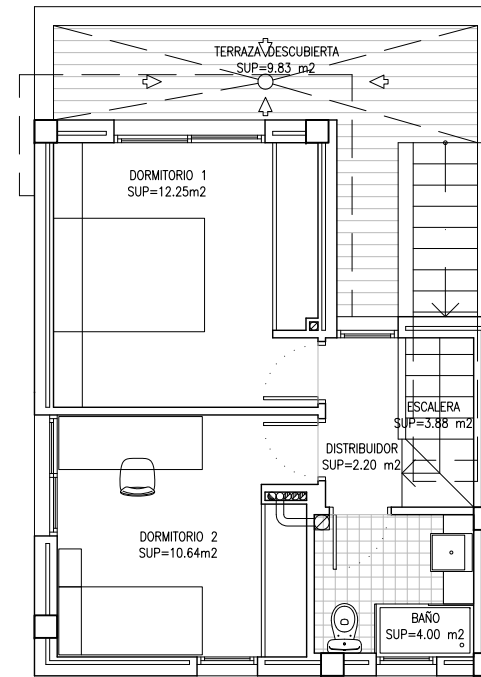 TERRAZA DESCUBIERTA
SUP=9.83 m2
DORMITORIO 1
SUP=12.25m2
ESCALERA
SUP=3.88 m2
DISTRIBUIDOR
SUP=2.20 m2
DORMITORIO 2
SUP=10.64m2
BAÑO
SUP=4.00 m2